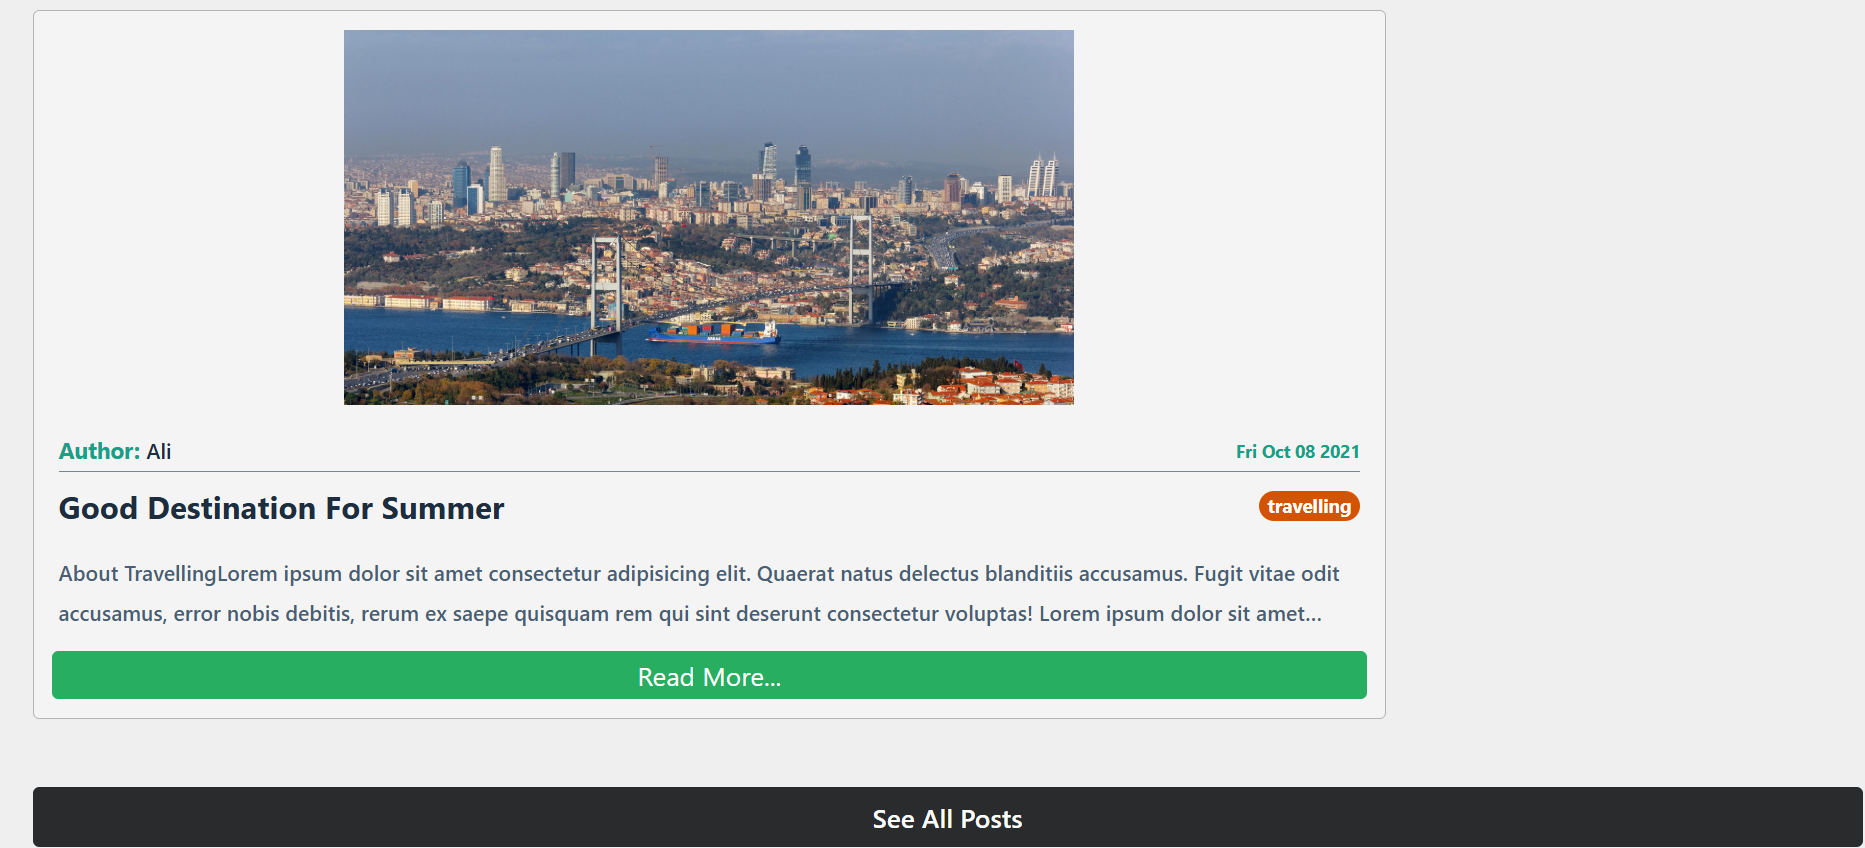 Author: Ali
Fri Oct 08 2021
Good Destination For Summer
travelling
About TravellingLorem ipsum dolor sit amet consectetur adipisicing elit. Quaerat natus delectus blanditiis accusamus. Fugit vitae odit
accusamus, error nobis debitis, rerum ex saepe quisquam rem qui sint deserunt consectetur voluptas! Lorem ipsum dolor sit amet...
Read More...
See All Posts